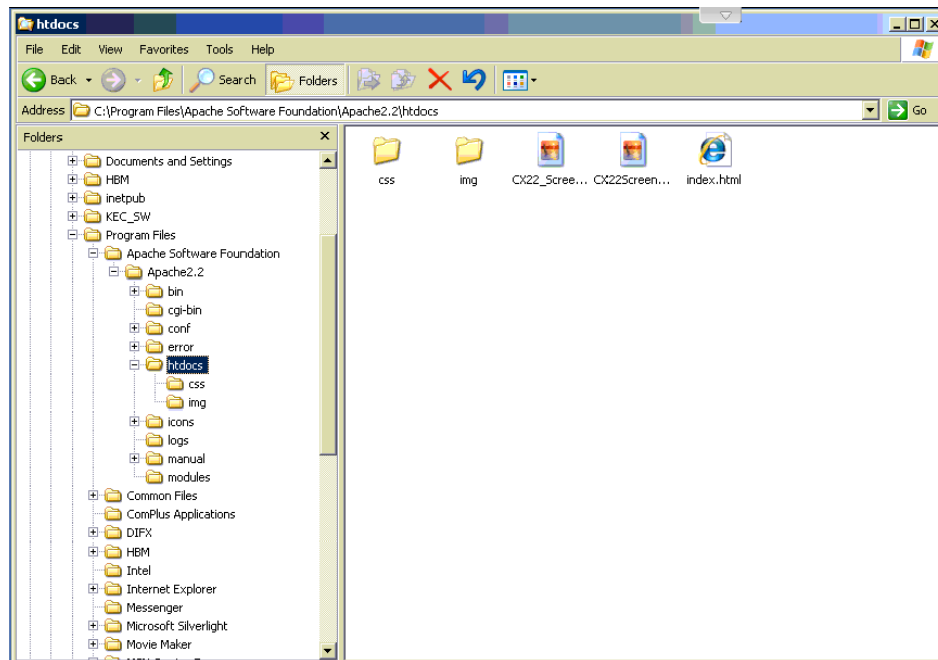 htdocs
File Edit View Favorites Tools Help
Back Search Folders
Address C:\Program Files\Apache Software Foundation\Apache2.2\htdocs Go
Folders
Documents and Settings
HBM
inetpub
KEC_SW
Program Files
Apache Software Foundation
Apache2.2
bin
cgi-bin
conf
error
htdocs
css
img
icons
logs
manual
modules
Common Files
ComPlus Applications
DIFX
HBM
Intel
Internet Explorer
Messenger
Microsoft Silverlight
Movie Maker
css img CX22_Scree... CX22Screen... index.html